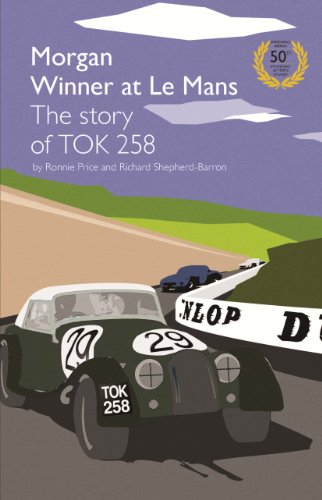 Morgan
Winner at Le Mans
The story
of TOK 258
by Ronnie Price and Richard Shepherd-Barron
50th
29
29
TOK
258
NLOP D